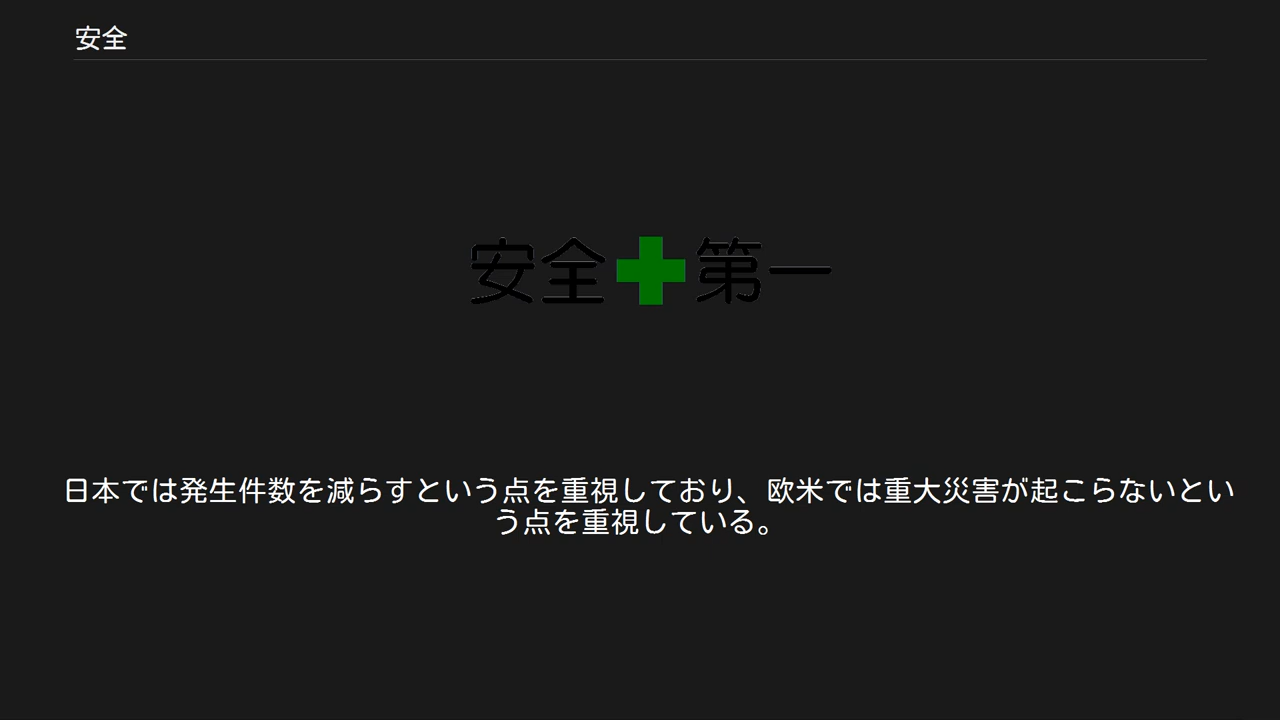 安全
安全第一
日本では発生件数を減らすという点を重視しており、欧米では重大災害が起こらないとい
う点を重視している。